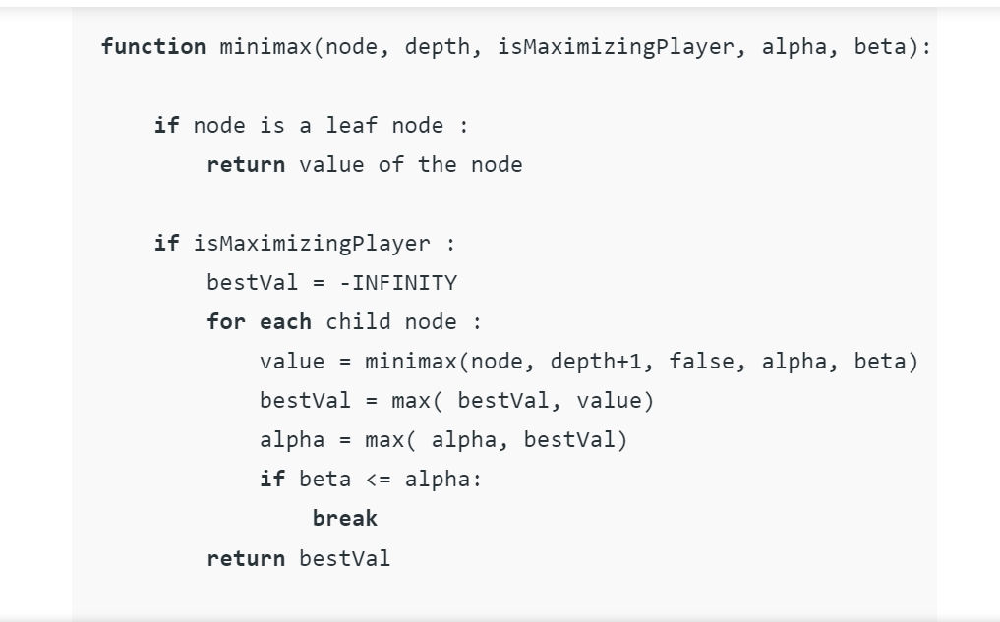 function minimax(node, depth, isMaximizingPlayer, alpha, beta):
if node is a leaf node :
return value of the node
if isMaximizingPlayer :
bestVal = -INFINITY
for each child node :
value = minimax(node, depth+1, false, alpha, beta)
bestVal = max( bestVal, value)
alpha = max( alpha, bestVal)
if beta <= alpha:
break
return bestVal